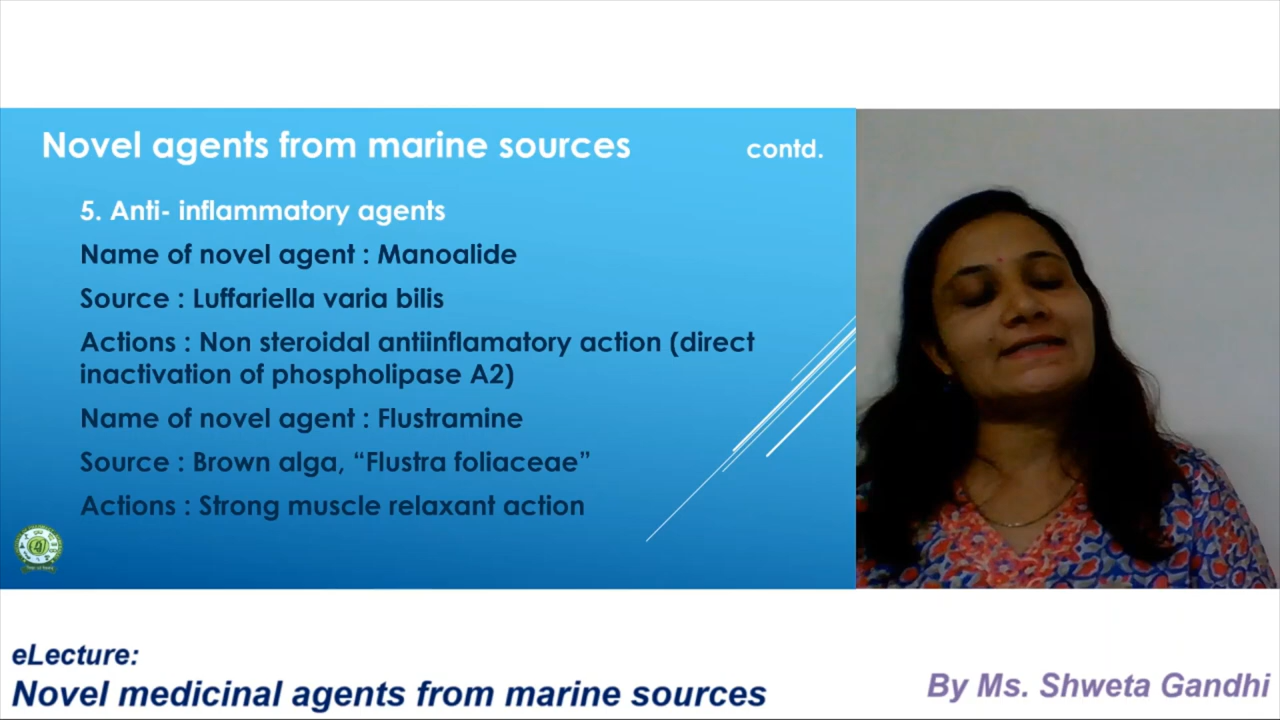 Novel agents from marine sources contd.
5. Anti- inflammatory agents
Name of novel agent : Manoalide
Source : Luffariella varia bilis
Actions : Non steroidal antiinflamatory action (direct
inactivation of phospholipase A2)
Name of novel agent : Flustramine
Source : Brown alga, “Flustra foliaceae”
Actions : Strong muscle relaxant action
eLecture:
Novel medicinal agents from marine sources
By Ms. Shweta Gandhi